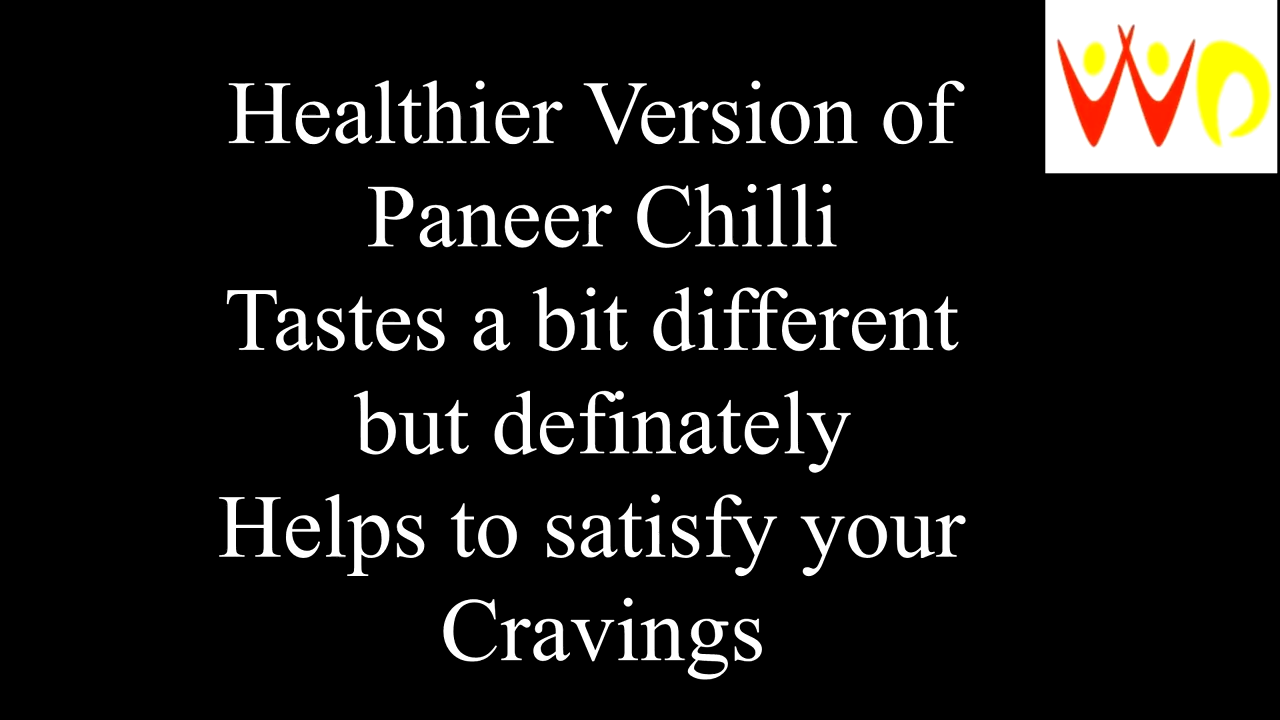 Healthier Version of
Paneer Chilli
Tastes a bit different
but definately
Helps to satisfy your
Cravings